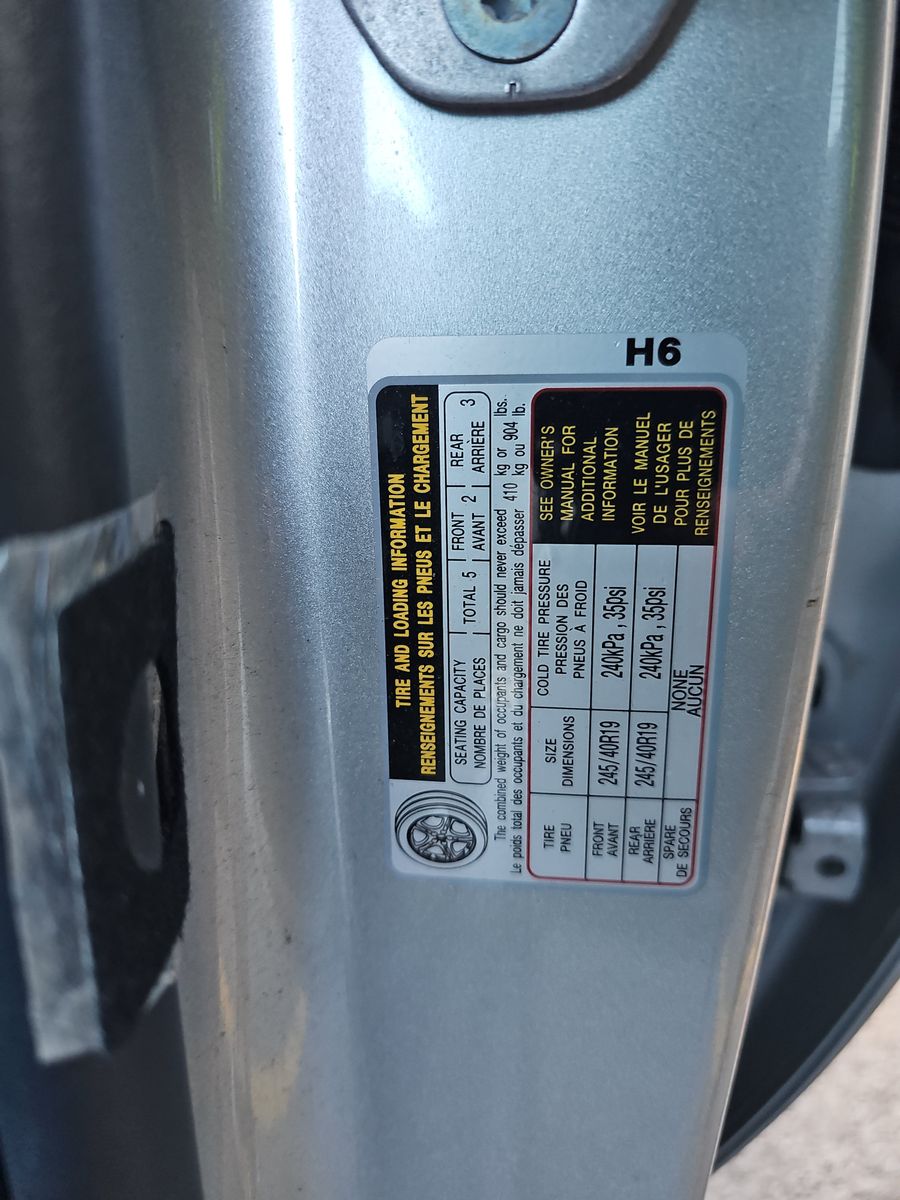 H6
TIRE AND LOADING INFORMATION
RENSEIGNEMENTS SUR LES PNEUS ET LE CHARGEMENT
SEATING CAPACITY
NOMBRE DE PLACES
TOTAL 5
FRONT
AVANT 2
REAR
ARRIÈRE 3
The combined weight of occupants and cargo should never exceed 410 kg or lbs.
Le poids total des occupants et du chargement ne doit jamais dépasser kg ou 904 lb.
TIRE
PNEU
SIZE
DIMENSIONS
COLD TIRE PRESSURE
PRESSION DES
PNEUS À FROID
FRONT
AVANT
245/40R19
240kPa, 35psi
REAR
ARRIÈRE
245/40R19
240kPa, 35psi
SPARE
DE SECOURS
NONE
AUCUN
SEE OWNER'S
MANUAL FOR
ADDITIONAL
INFORMATION
VOIR LE MANUEL
DE L'USAGER
POUR PLUS DE
RENSEIGNEMENTS